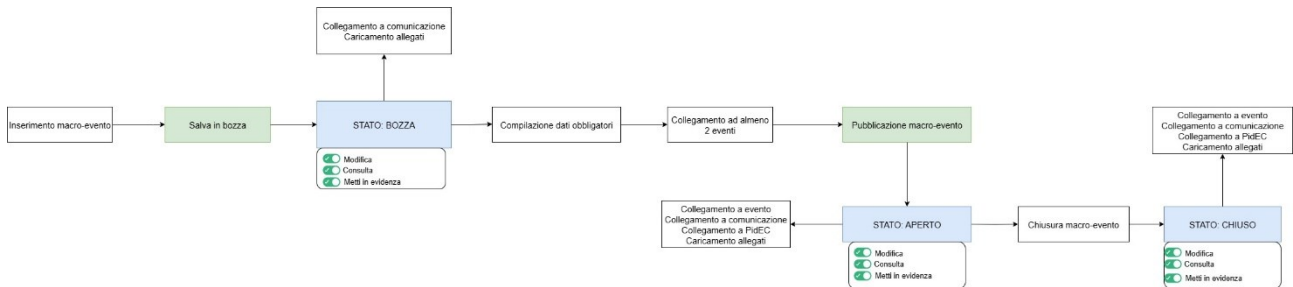 Collegamento a comunicazione
Caricamento allegati
Inserimento macro-evento
Salva in bozza
STATO: BOZZA
Compilazione dati obbligatori
Collegamento ad almeno
2 eventi
Pubblicazione macro-evento
Modifica
Consulta
Metti in evidenza
Collegamento a evento
Collegamento a comunicazione
Collegamento a PidEC
Caricamento allegati
Collegamento a evento
Collegamento a comunicazione
Collegamento a PidEC
Caricamento allegati
STATO: APERTO
Chiusura macro-evento
STATO: CHIUSO
Modifica
Consulta
Metti in evidenza
Modifica
Consulta
Metti in evidenza